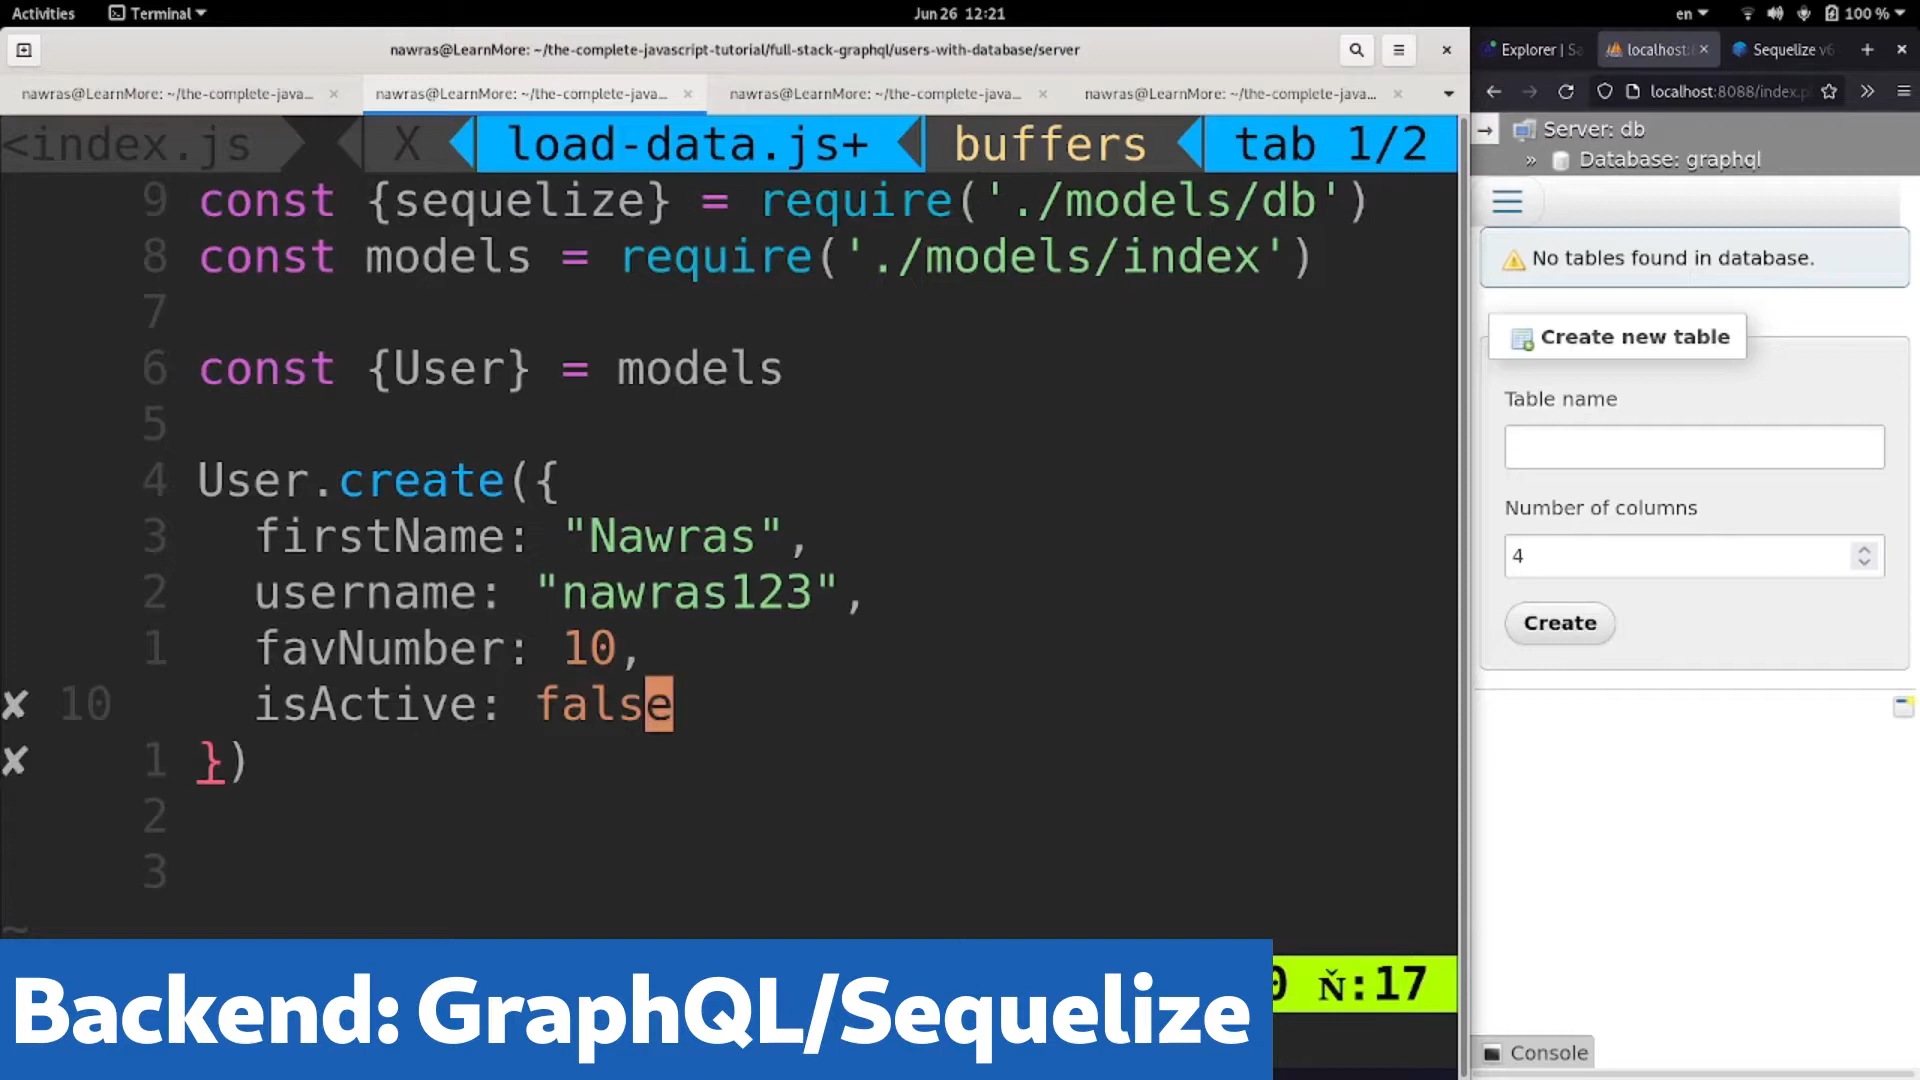 Activities
Terminal
Jun 26 12:21
en
100 %
nawras@LearnMore: ~/the-complete-javascript-tutorial/full-stack-graphql/users-with-database/server
nawras@LearnMore: ~/the-complete-java...
nawras@LearnMore: ~/the-complete-java...
nawras@LearnMore: ~/the-complete-java...
nawras@LearnMore: ~/the-complete-java...
<index.js
X
load-data.js+
buffers
tab 1/2
9 const {sequelize} = require('./models/db')
8 const models = require('./models/index')
7
6 const {User} = models
5
4 User.create({
3 firstName: "Nawras",
2 username: "nawras123",
1 favNumber: 10,
✘ 10 isActive: false
✘ 1 })
2
3
~
:17
Backend: GraphQL/Sequelize
Explorer | Sa
localhost:
Sequelize v6
localhost:8088/index.p
Server: db
» Database: graphql
No tables found in database.
Create new table
Table name
Number of columns
4
Create
Console